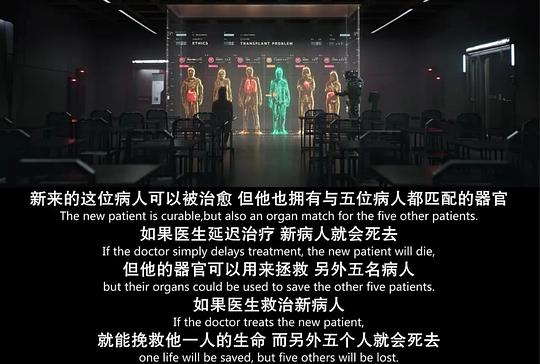 ETHICS
TRANSPLANT PROBLEM
新来的这位病人可以被治愈 但他也拥有与五位病人都匹配的器官
The new patient is curable,but also an organ match for the five other patients.
如果医生延迟治疗 新病人就会死去
If the doctor simply delays treatment, the new patient will die,
但他的器官可以用来拯救 另外五名病人
but their organs could be used to save the other five patients.
如果医生救治新病人
If the doctor treats the new patient,
就能挽救他一人的生命 而另外五个人就会死去
one life will be saved, but five others will be lost.